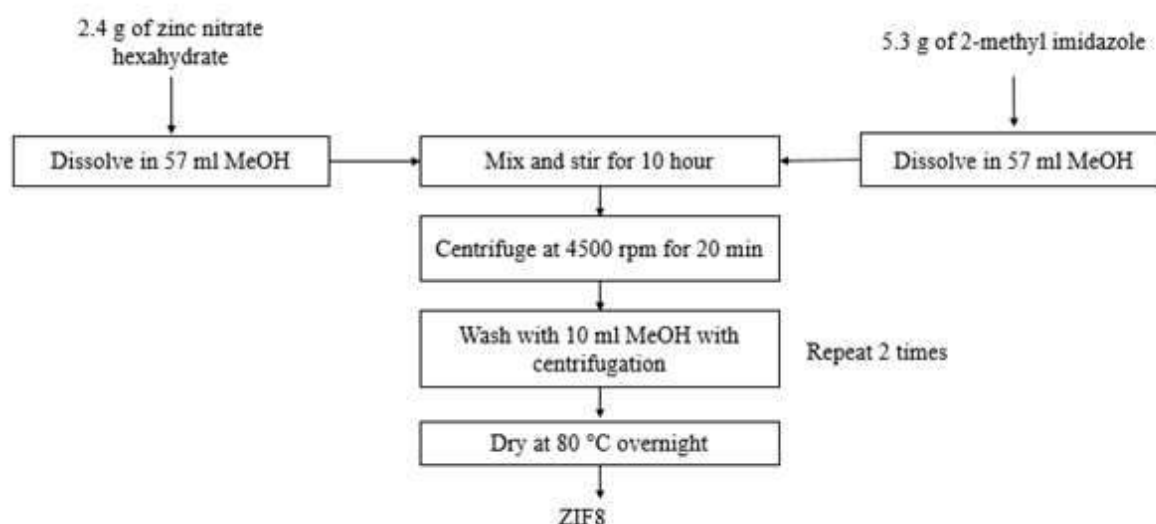 2.4 g of zinc nitrate
hexahydrate
5.3 g of 2-methyl imidazole
Dissolve in 57 ml MeOH
Mix and stir for 10 hour
Dissolve in 57 ml MeOH
Centrifuge at 4500 rpm for 20 min
Wash with 10 ml MeOH with
centrifugation
Repeat 2 times
Dry at 80 °C overnight
ZIF8